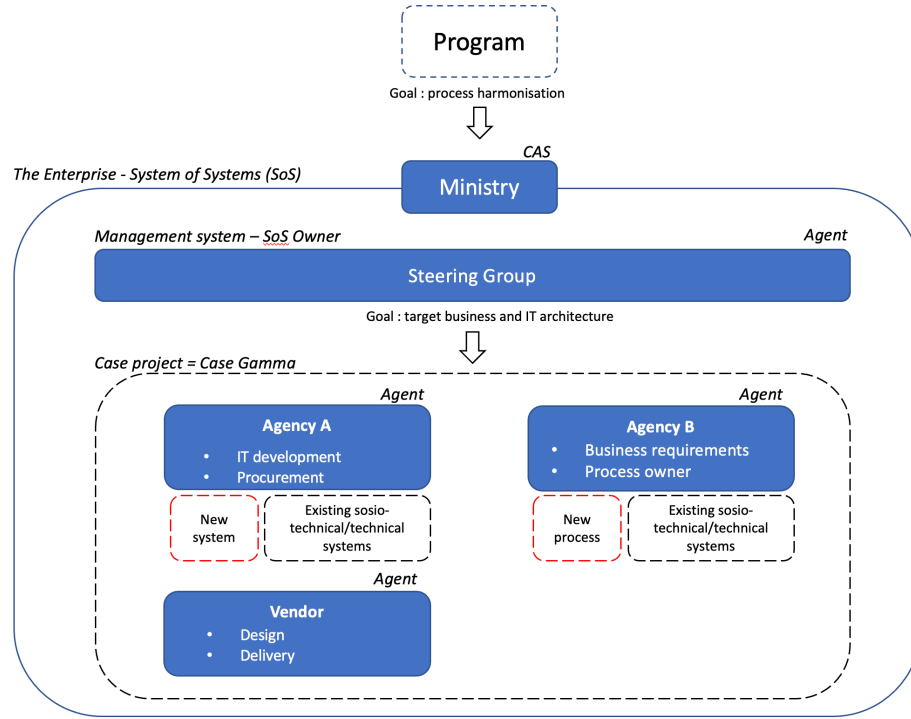 Program
Goal : process harmonisation
CAS
The Enterprise - System of Systems (SoS)
Ministry
Management system – SoS Owner
Agent
Steering Group
Goal : target business and IT architecture
Case project = Case Gamma
Agent
Agent
Agency A
• IT development
• Procurement
Agency B
• Business requirements
• Process owner
New
system
Existing sosio-
technical/technical
systems
New
process
Existing sosio-
technical/technical
systems
Agent
Vendor
• Design
• Delivery